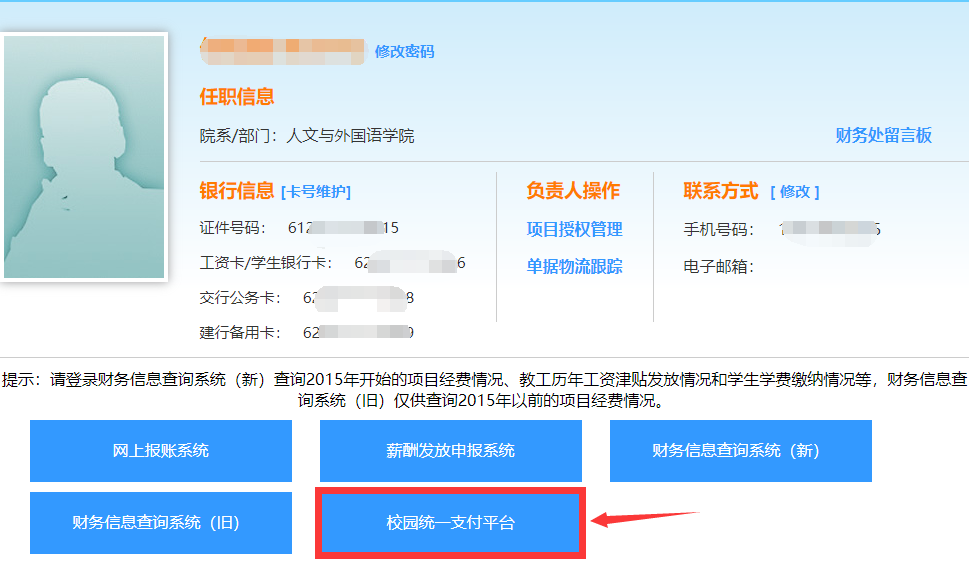 修改密码
任职信息
院系/部门：人文与外国语学院
财务处留言板
银行信息 [卡号维护]
证件号码： 612 15
工资卡/学生银行卡： 62 6
交行公务卡： 62 8
建行备用卡： 62 9
负责人操作
项目授权管理
单据物流跟踪
联系方式 [ 修改 ]
手机号码： 1 5
电子邮箱：
提示：请登录财务信息查询系统（新）查询2015年开始的项目经费情况、教工历年工资津贴发放情况和学生学费缴纳情况等，财务信息查
询系统（旧）仅供查询2015年以前的项目经费情况。
网上报账系统
薪酬发放申报系统
财务信息查询系统（新）
财务信息查询系统（旧）
校园统一支付平台